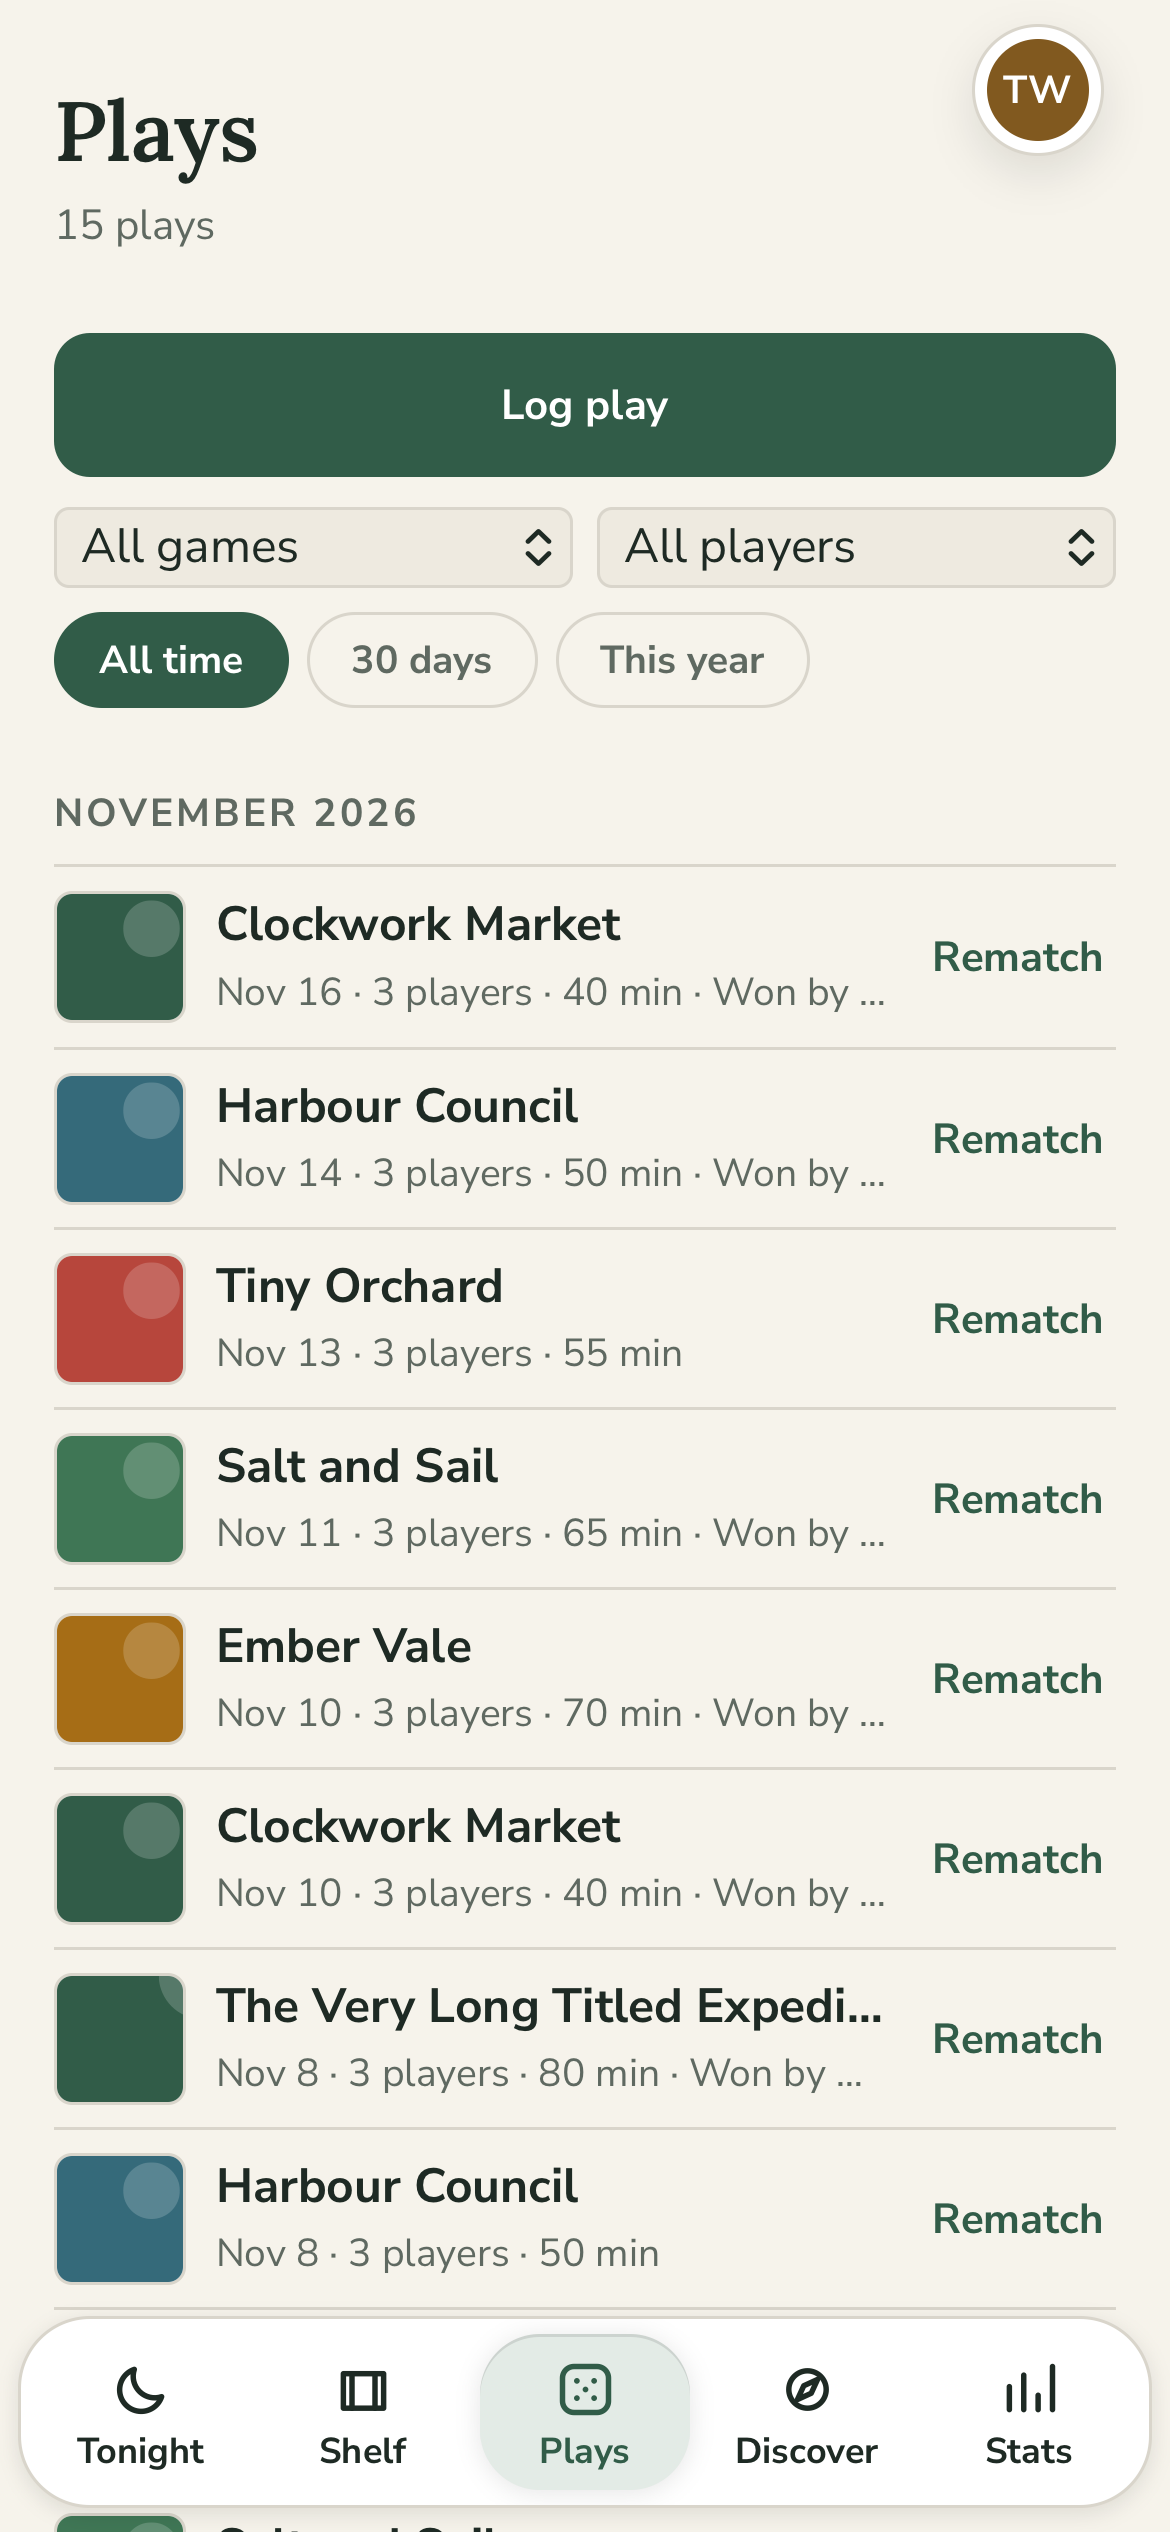 TW
Plays
15 plays
Log play
All games
All players
All time
30 days
This year
NOVEMBER 2026
Clockwork Market
Nov 16 · 3 players · 40 min · Won by ...
Rematch
Harbour Council
Nov 14 · 3 players · 50 min · Won by ...
Rematch
Tiny Orchard
Nov 13 · 3 players · 55 min
Rematch
Salt and Sail
Nov 11 · 3 players · 65 min · Won by ...
Rematch
Ember Vale
Nov 10 · 3 players · 70 min · Won by ...
Rematch
Clockwork Market
Nov 10 · 3 players · 40 min · Won by ...
Rematch
The Very Long Titled Expedi...
Nov 8 · 3 players · 80 min · Won by ...
Rematch
Harbour Council
Nov 8 · 3 players · 50 min
Rematch
Tonight
Shelf
Plays
Discover
Stats